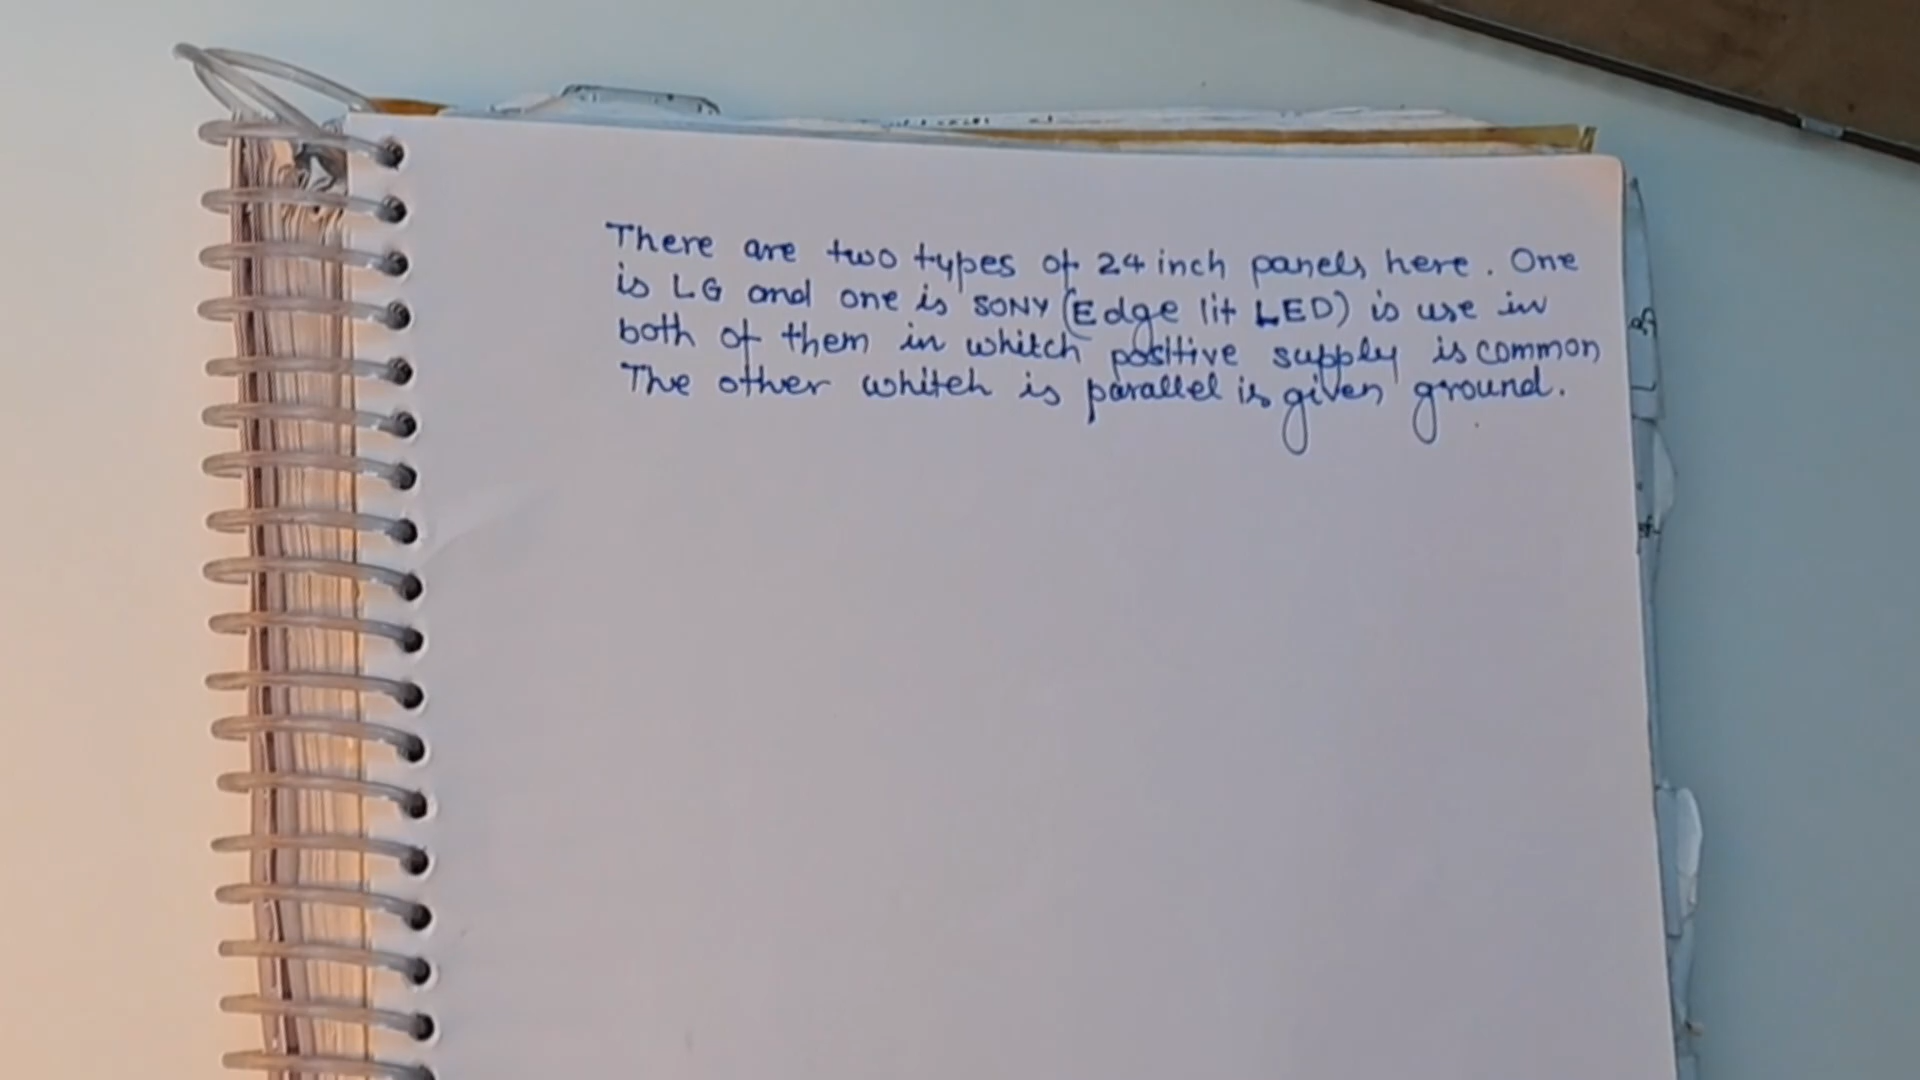 There are two types of 24 inch panels here. One
is LG and one is SONY (Edge lit LED) is use in
both of them in whitch positive supply is common
The other whiteh is parallel is given ground.